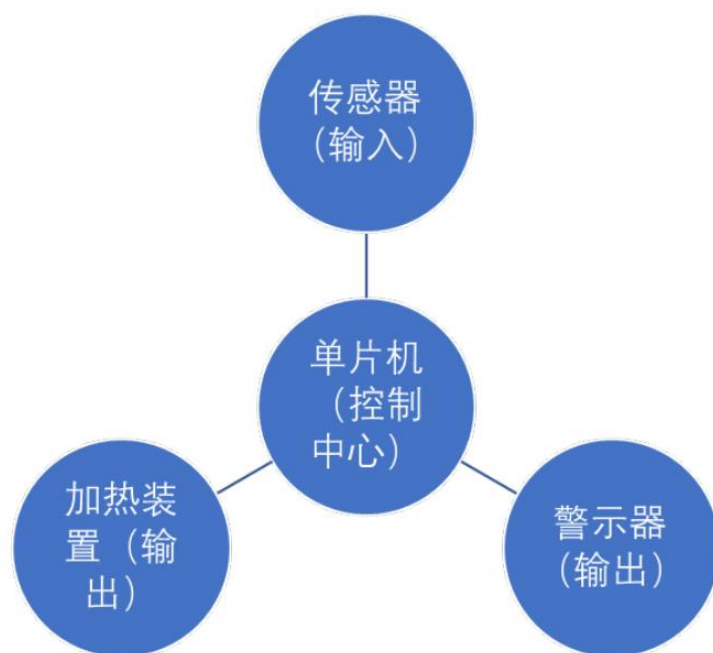 传感器
（输入）
单片机
（控制
中心）
加热装
置（输
出）
警示器
（输出）